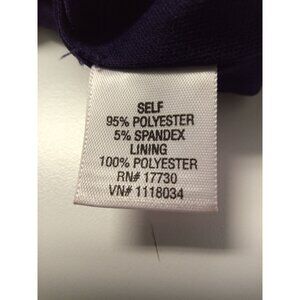 SELF
95% POLYESTER
5% SPANDEX
LINING
100% POLYESTER
RN# 17730
VN# 1118034